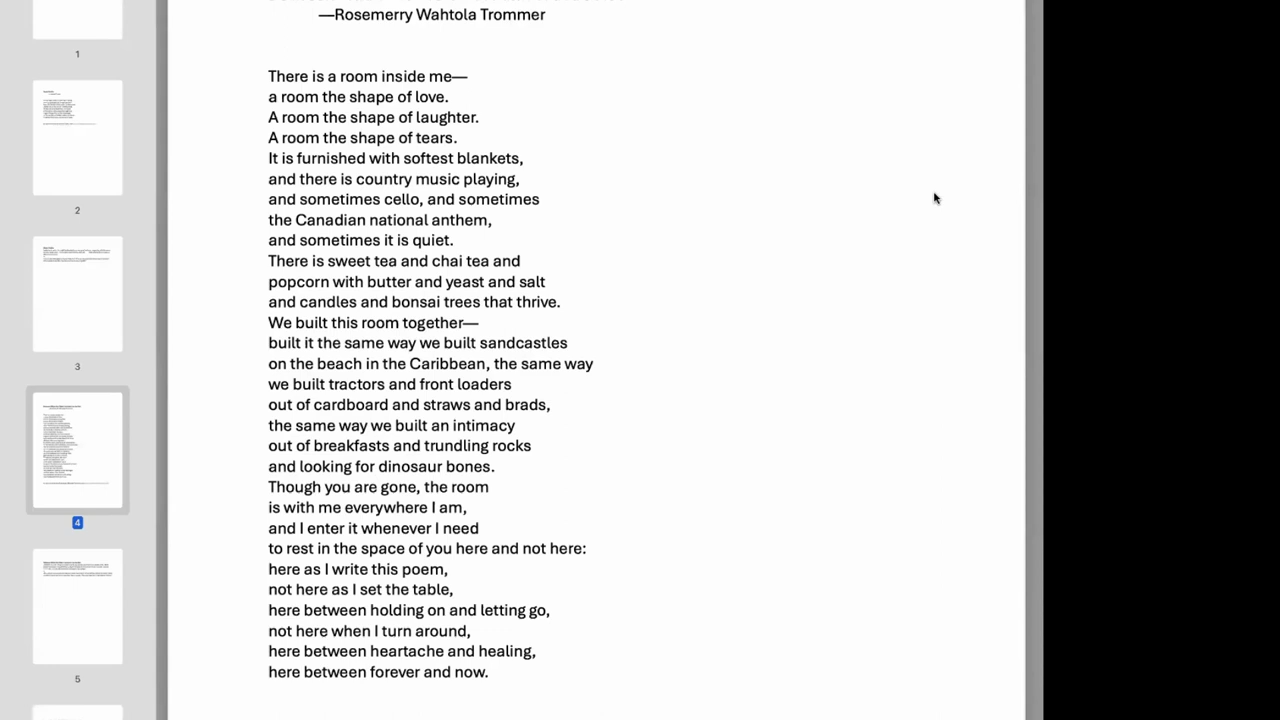 —Rosemerry Wahtola Trommer
There is a room inside me—
a room the shape of love.
A room the shape of laughter.
A room the shape of tears.
It is furnished with softest blankets,
and there is country music playing,
and sometimes cello, and sometimes
the Canadian national anthem,
and sometimes it is quiet.
There is sweet tea and chai tea and
popcorn with butter and yeast and salt
and candles and bonsai trees that thrive.
We built this room together—
built it the same way we built sandcastles
on the beach in the Caribbean, the same way
we built tractors and front loaders
out of cardboard and straws and brads,
the same way we built an intimacy
out of breakfasts and trundling rocks
and looking for dinosaur bones.
Though you are gone, the room
is with me everywhere I am,
and I enter it whenever I need
to rest in the space of you here and not here:
here as I write this poem,
not here as I set the table,
here between holding on and letting go,
not here when I turn around,
here between heartache and healing,
here between forever and now.
1
2
3
4
5